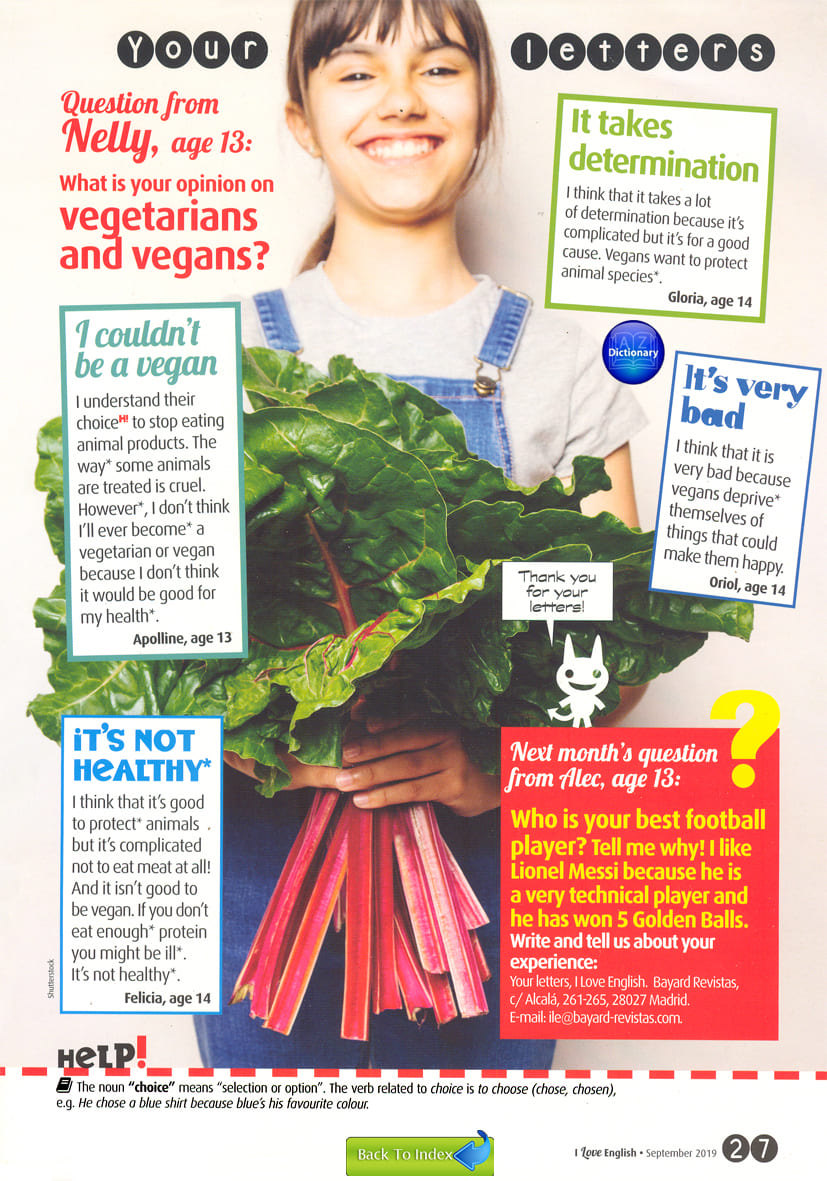 Your letters
Question from
Nelly, age 13:
What is your opinion on
vegetarians
and vegans?
It takes
determination
I think that it takes a lot
of determination because it's
complicated but it's for a good
cause. Vegans want to protect
animal species*.
Gloria, age 14
A Z
Dictionary
I couldn't
be a vegan
I understand their
choiceH! to stop eating
animal products. The
way* some animals
are treated is cruel.
However*, I don't think
I'll ever become* a
vegetarian or vegan
because I don't think
it would be good for
my health*.
Apolline, age 13
It's very
bad
I think that it is
very bad because
vegans deprive*
themselves of
things that could
make them happy.
Oriol, age 14
Thank you
for your
letters!
iT'S NOT
HeALTHY*
I think that it's good
to protect* animals
but it's complicated
not to eat meat at all!
And it isn't good to
be vegan. If you don't
eat enough* protein
you might be ill*.
It's not healthy*.
Felicia, age 14
?
Next month's question
from Alec, age 13:
Who is your best football
player? Tell me why! I like
Lionel Messi because he is
a very technical player and
he has won 5 Golden Balls.
Write and tell us about your
experience:
Your letters, I Love English. Bayard Revistas,
c/ Alcalá, 261-265, 28027 Madrid.
E-mail: ile@bayard-revistas.com.
Shutterstock
HeLP!
The noun "choice" means "selection or option". The verb related to choice is to choose (chose, chosen),
e.g. He chose a blue shirt because blue's his favourite colour.
Back To Index
I Love English • September 2019 27